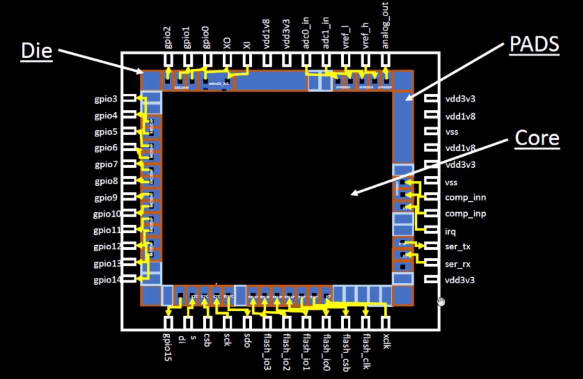 gpio2
gpio1
gpio0
XO
XI
vdd1v8
vdd3v3
adc0_in
adc1_in
vref_l
vref_h
analog_out
Die
PADS
Core
gpio3
gpio4
gpio5
gpio6
gpio7
gpio8
gpio9
gpio10
gpio11
gpio12
gpio13
gpio14
vdd3v3
vdd1v8
vss
vdd1v8
vdd3v3
vss
comp_inn
comp_inp
irq
ser_tx
ser_rx
vdd3v3
gpio15
di
s
csb
sck
sdo
flash_io3
flash_io2
flash_io1
flash_io0
flash_csb
flash_clk
xclk